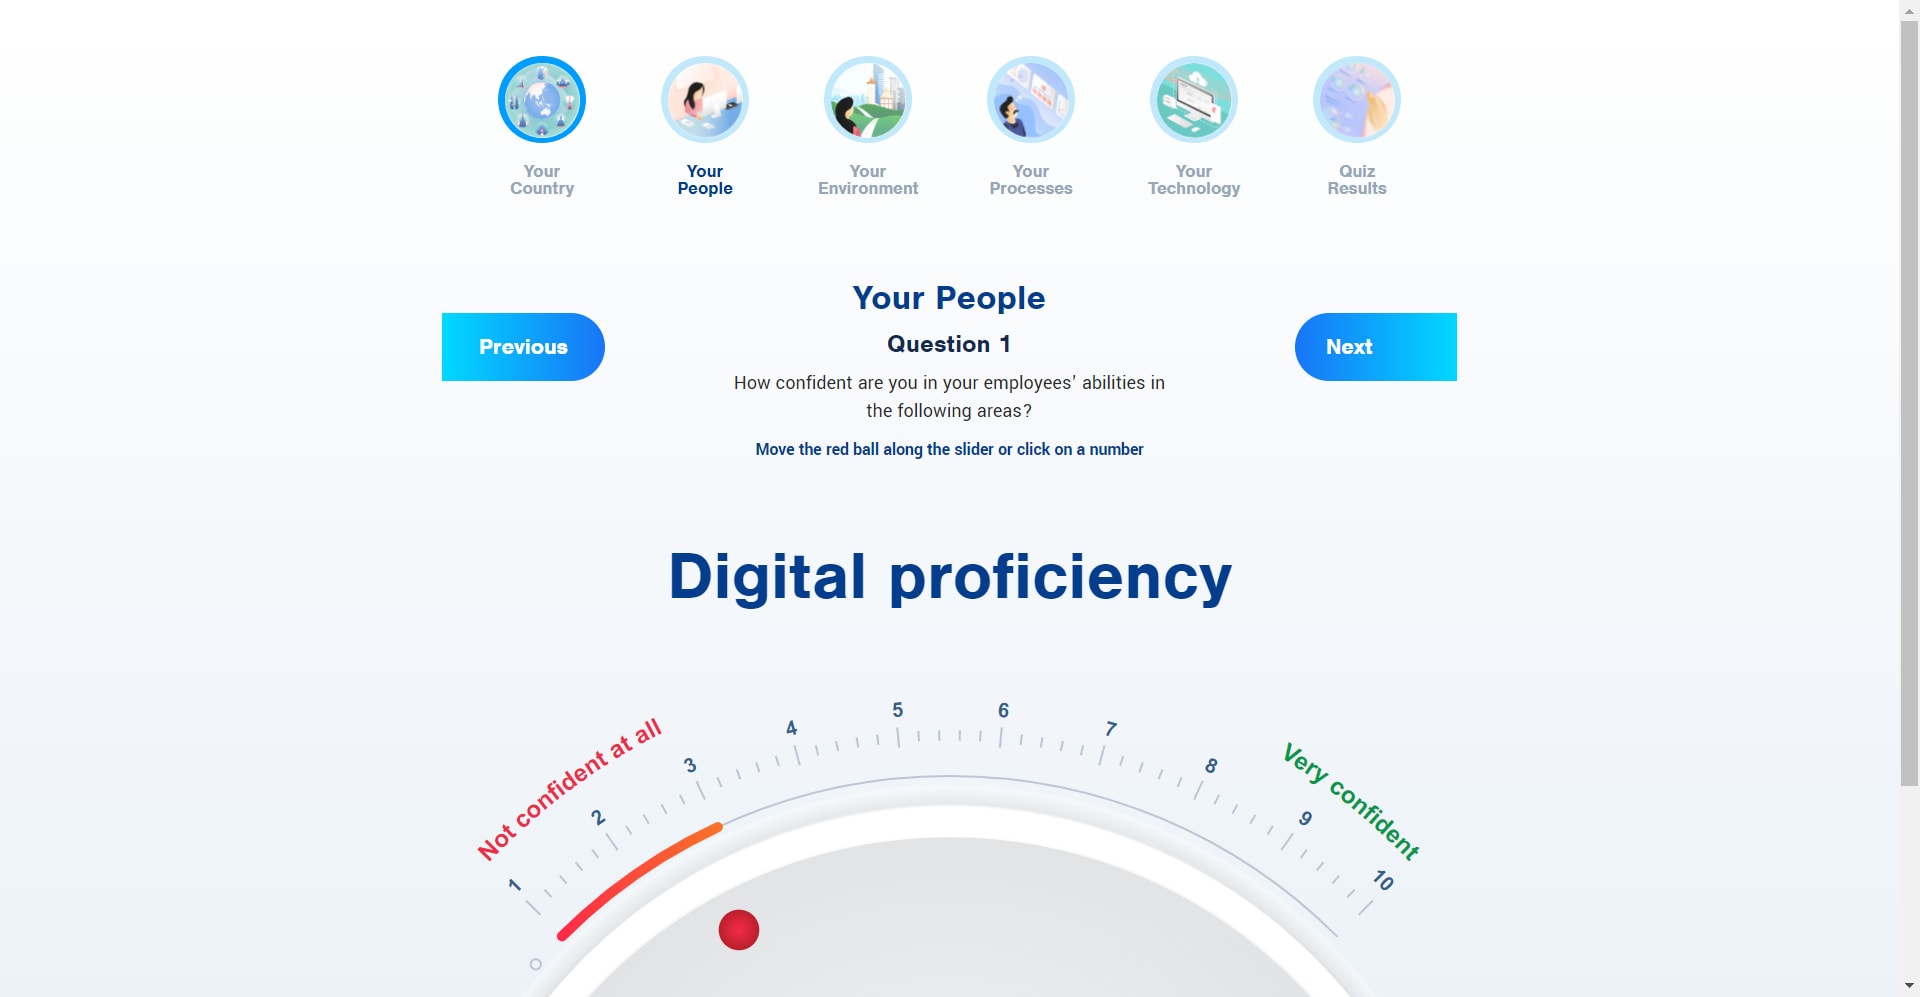 Your
Country
Your
People
Your
Environment
Your
Processes
Your
Technology
Quiz
Results
Your People
Previous
Question 1
Next
How confident are you in your employees' abilities in
the following areas?
Move the red ball along the slider or click on a number
Digital proficiency
Not confident at all
Very confident
1
2
3
4
5
6
7
8
9
10